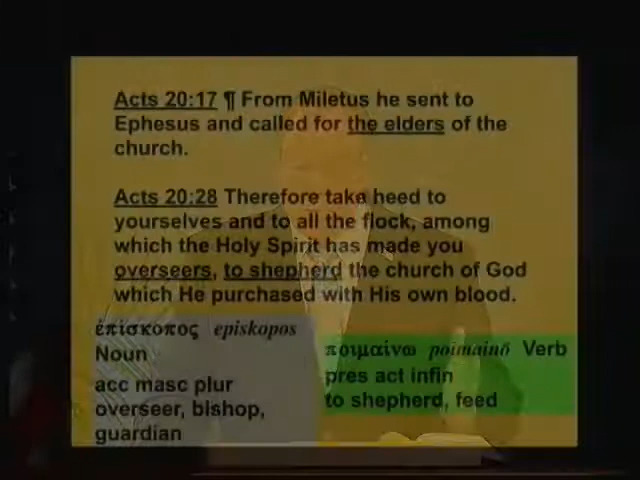 Acts 20:17 ¶ From Miletus he sent to
Ephesus and called for the elders of the
church.
Acts 20:28 Therefore take heed to
yourselves and to all the flock, among
which the Holy Spirit has made you
overseers, to shepherd the church of God
which He purchased with His own blood.
ἐπίσκοπος episkopos
Noun
acc masc plur
overseer, bishop,
guardian
ποιμαίνω poimainō Verb
pres act infin
to shepherd, feed